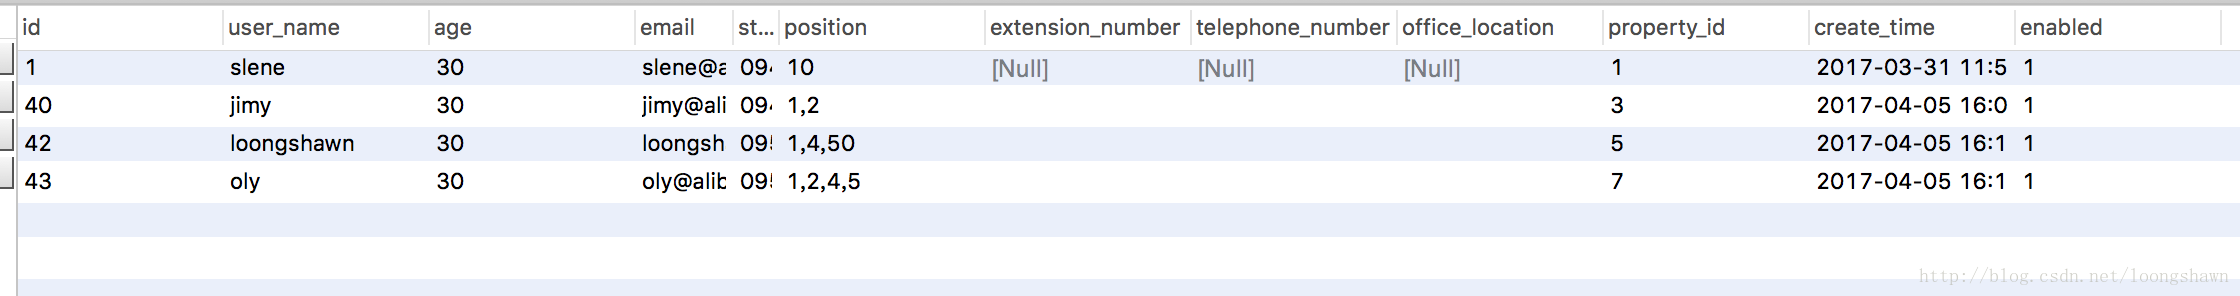 id user_name age email st... position extension_number telephone_number office_location property_id create_time enabled
1 slene 30 slene@a 094 10 [Null] [Null] [Null] 1 2017-03-31 11:5 1
40 jimy 30 jimy@ali 094 1,2 3 2017-04-05 16:0 1
42 loongshawn 30 loongsh 095 1,4,50 5 2017-04-05 16:1 1
43 oly 30 oly@alib 095 1,2,4,5 7 2017-04-05 16:1 1
http://blog.csdn.net/loongshawn